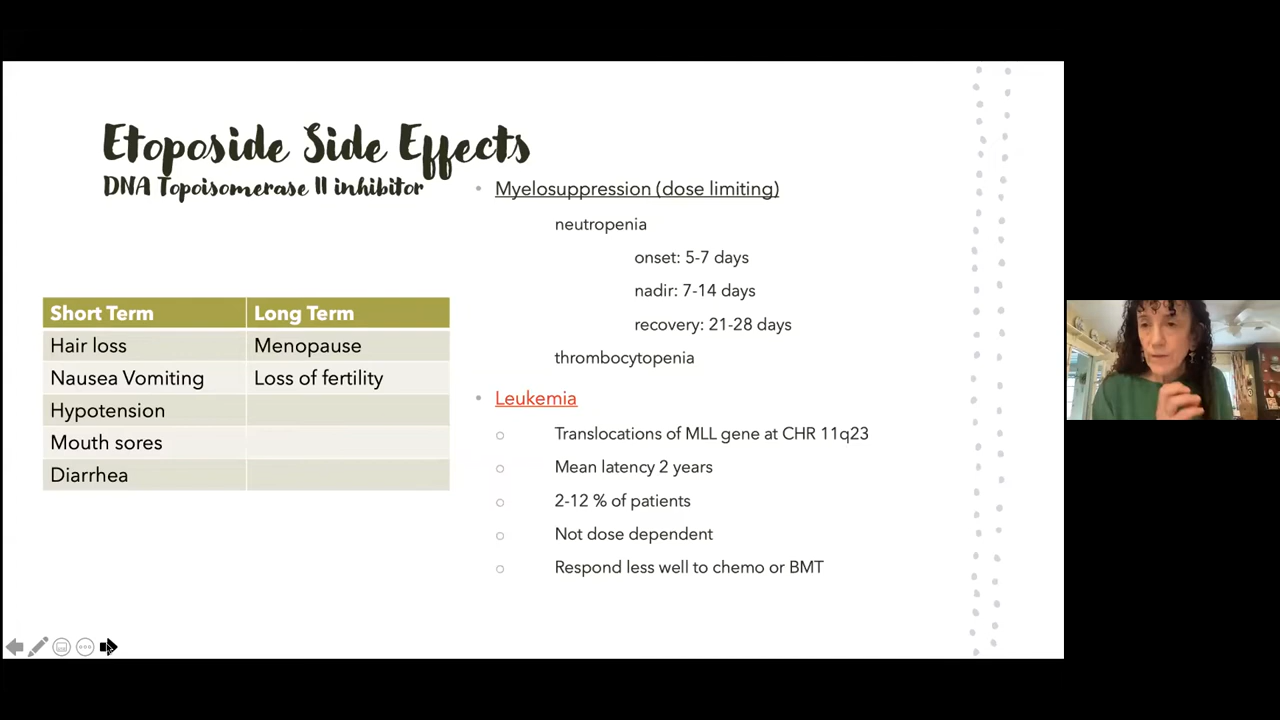 Etoposide Side Effects
DNA Topoisomerase II inhibitor
Short Term Long Term
Hair loss Menopause
Nausea Vomiting Loss of fertility
Hypotension
Mouth sores
Diarrhea
• Myelosuppression (dose limiting)
neutropenia
onset: 5-7 days
nadir: 7-14 days
recovery: 21-28 days
thrombocytopenia
• Leukemia
○ Translocations of MLL gene at CHR 11q23
○ Mean latency 2 years
○ 2-12 % of patients
○ Not dose dependent
○ Respond less well to chemo or BMT